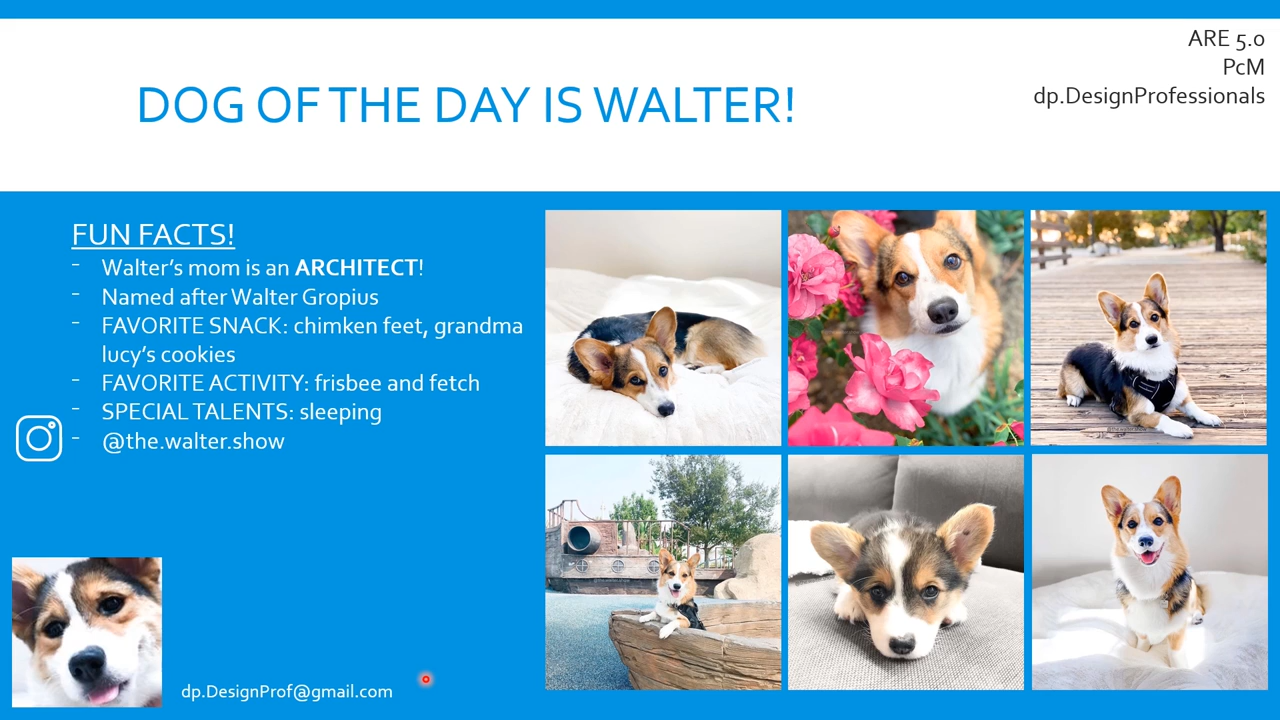 ARE 5.0
PcM
dp.DesignProfessionals
DOG OF THE DAY IS WALTER!
FUN FACTS!
- Walter's mom is an ARCHITECT!
- Named after Walter Gropius
- FAVORITE SNACK: chimken feet, grandma
lucy's cookies
- FAVORITE ACTIVITY: frisbee and fetch
- SPECIAL TALENTS: sleeping
- @the.walter.show
dp.DesignProf@gmail.com